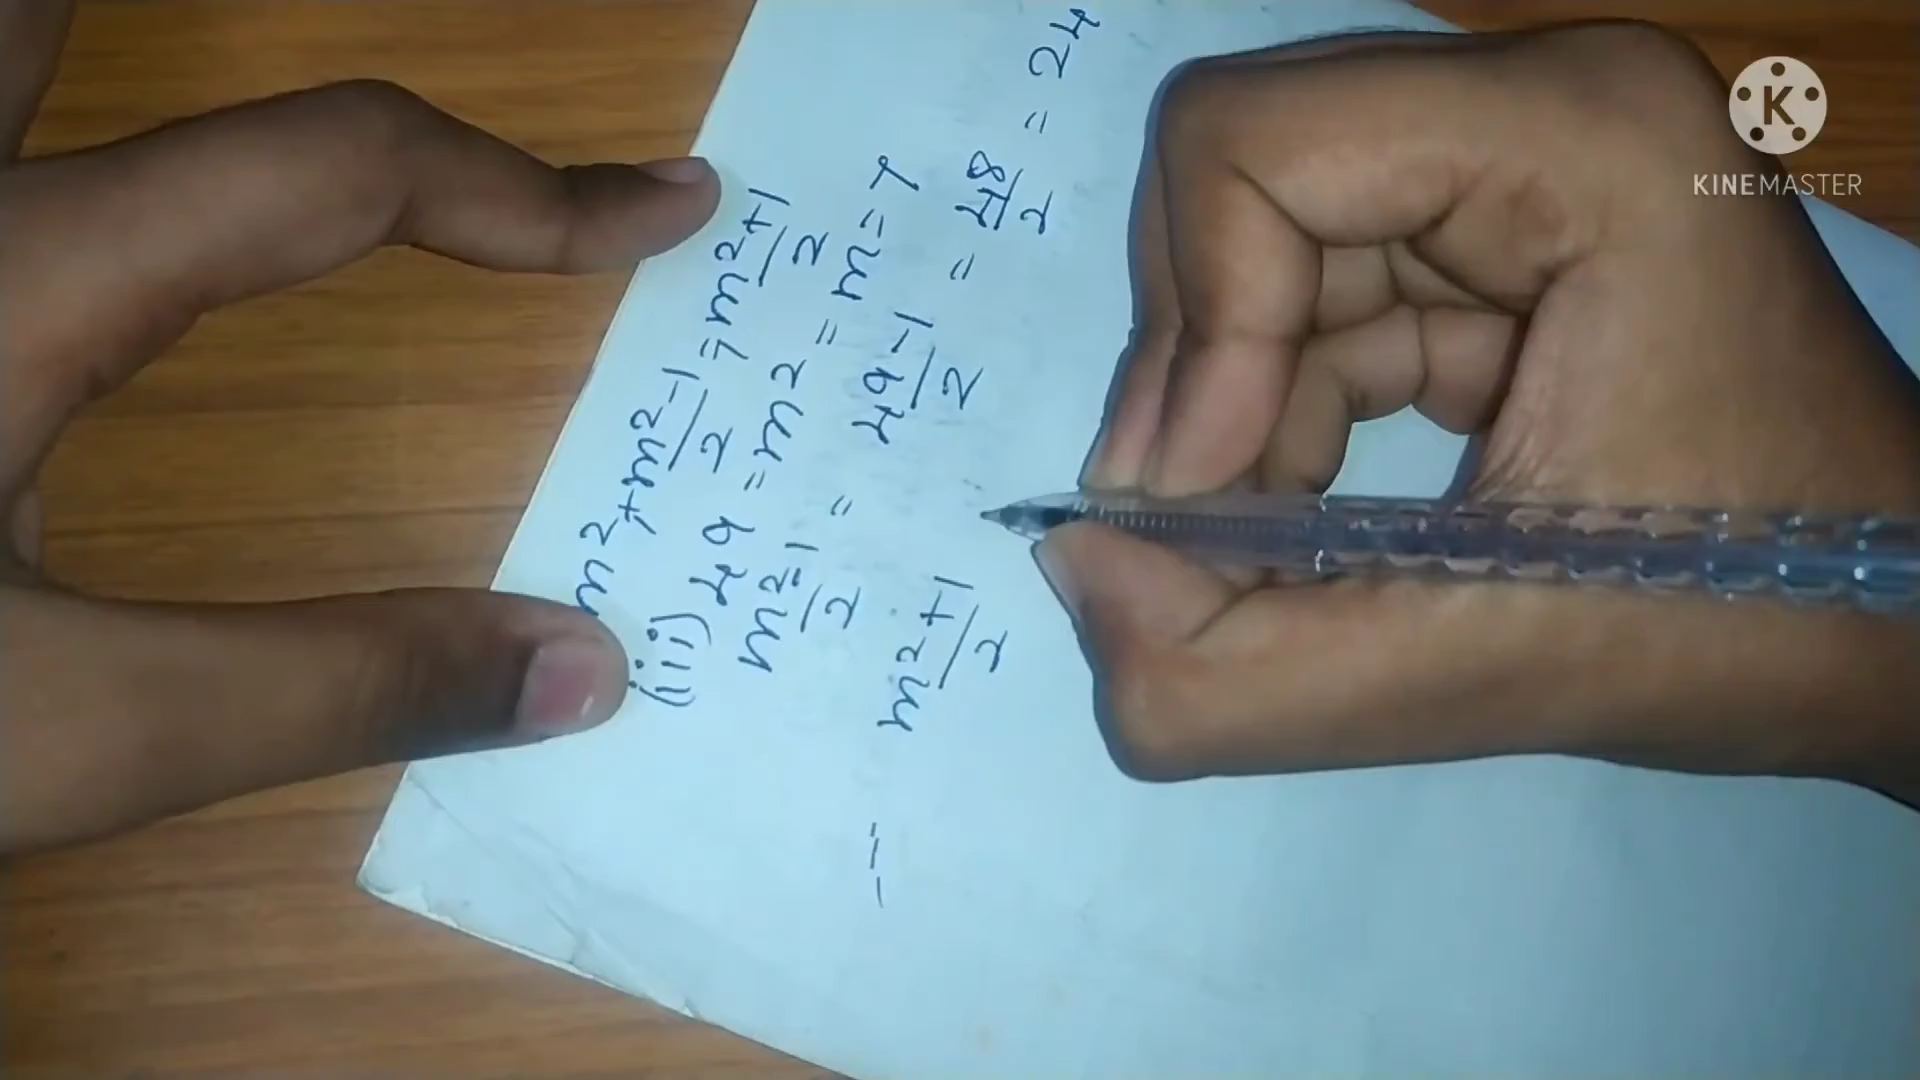 m², m²-1/2, m²+1/2
(ii) 49 = m2 = m = 7
m²-1/2 = 49-1/2 = 48/2 = 24
m²+1/2
KINEMASTER